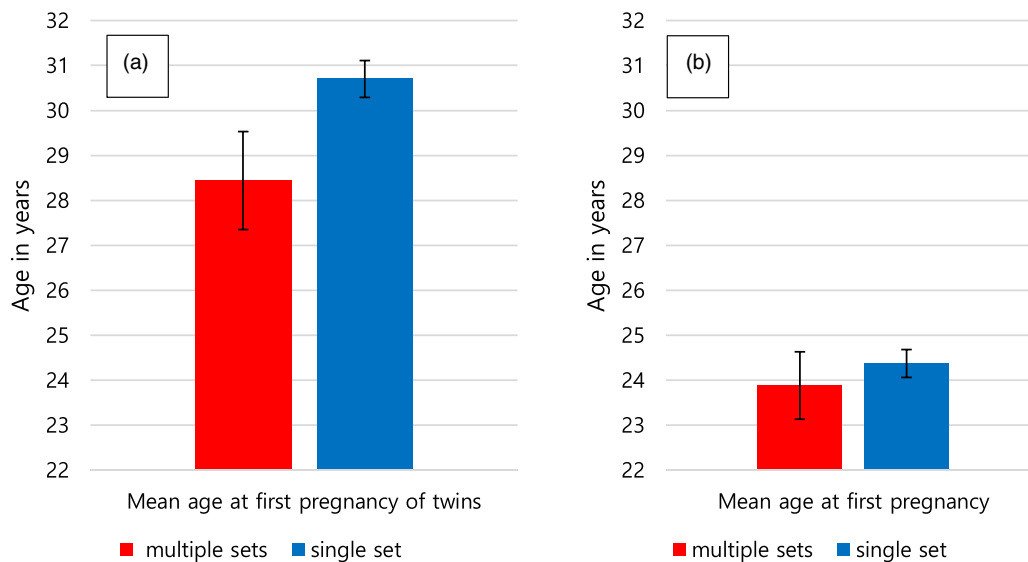 (a)
32
31
30
29
28
27
26
25
24
23
22
Age in years
Mean age at first pregnancy of twins
multiple sets
single set
(b)
32
31
30
29
28
27
26
25
24
23
22
Age in years
Mean age at first pregnancy
multiple sets
single set